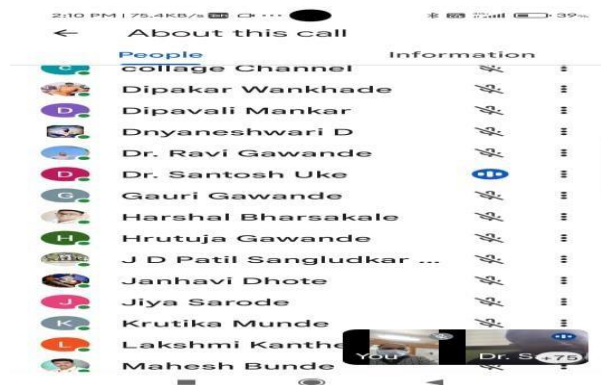 2:10 PM | 75.4KB/s
39
← About this call
People Information
collage Channel
Dipakar Wankhade
D Dipavali Mankar
Dnyaneshwari D
Dr. Ravi Gawande
D Dr. Santosh Uke
G Gauri Gawande
Harshal Bharsakale
H Hrutuja Gawande
J D Patil Sangludkar ...
Janhavi Dhote
J Jiya Sarode
K Krutika Munde
L Lakshmi Kanthe
Mahesh Bunde
You Dr. S +75